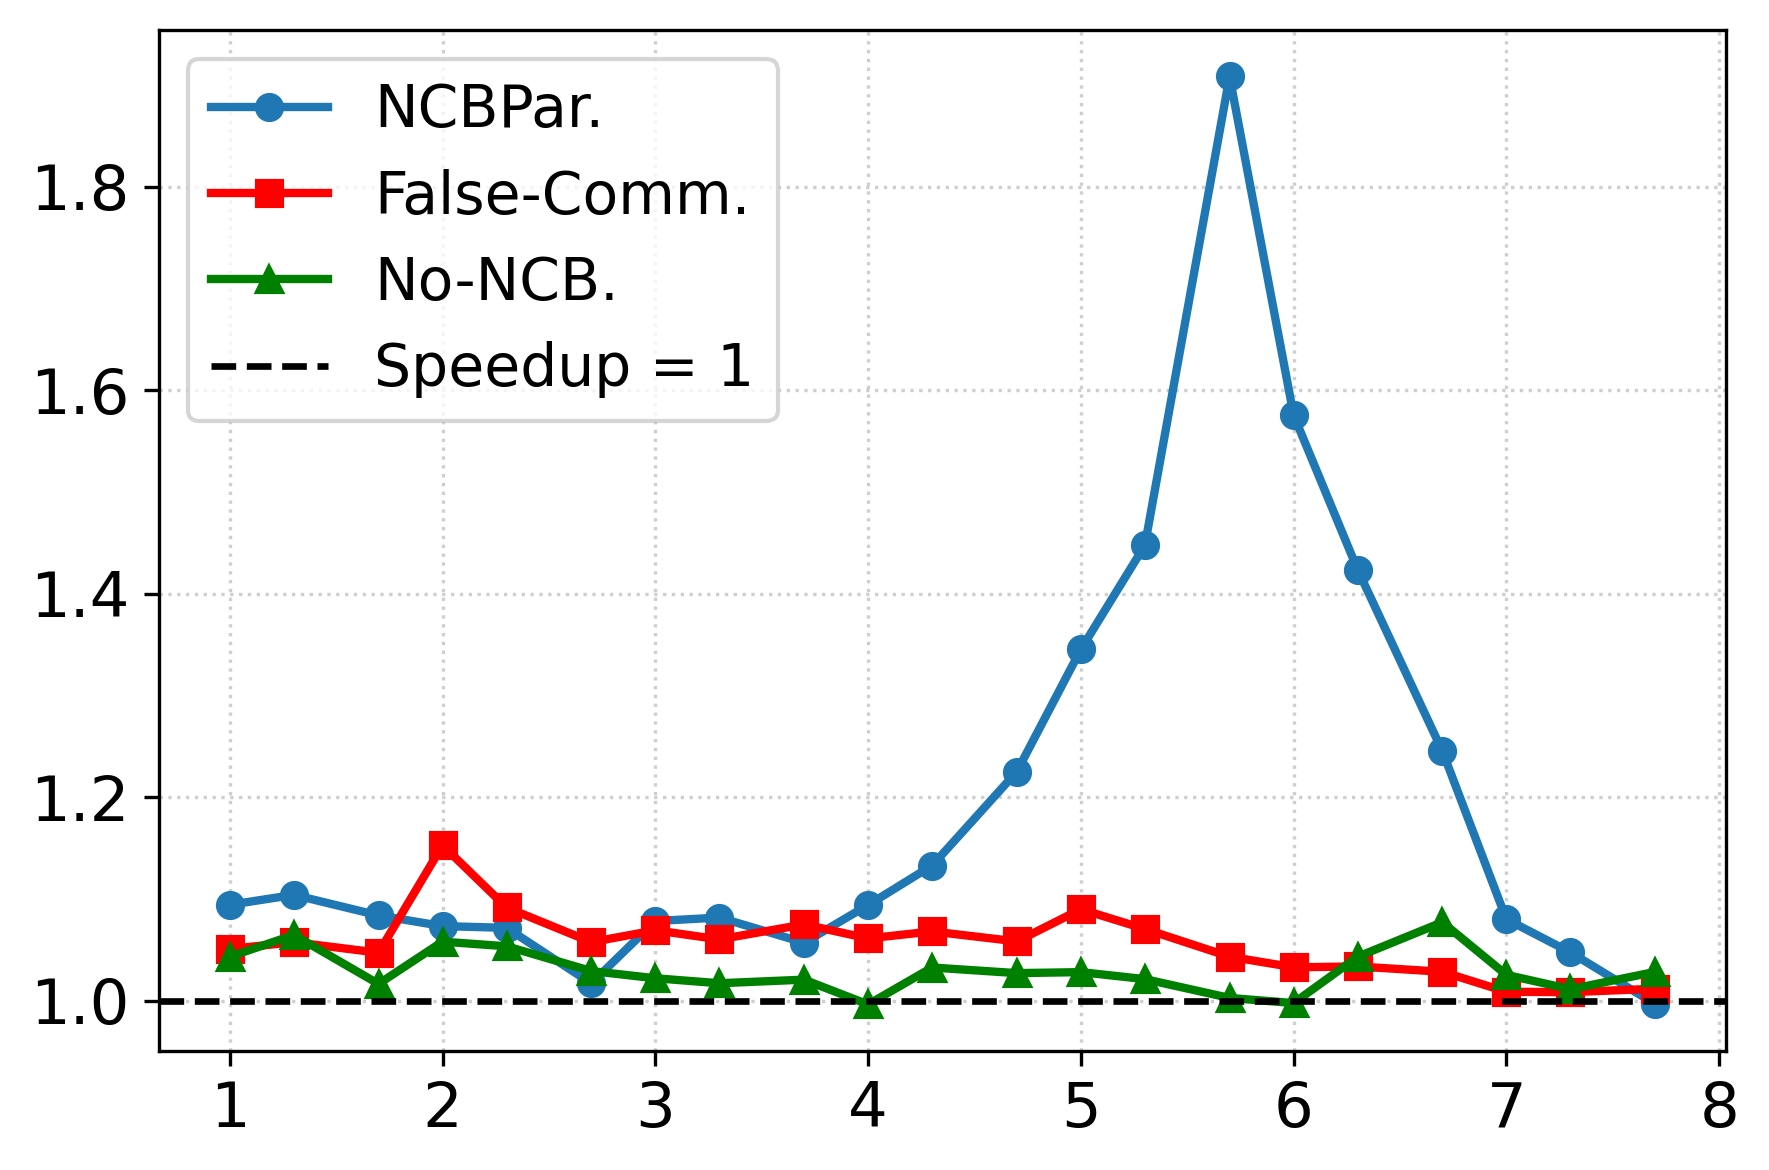 NCBPar.
False-Comm.
No-NCB.
Speedup = 1
1.8
1.6
1.4
1.2
1.0
1 2 3 4 5 6 7 8